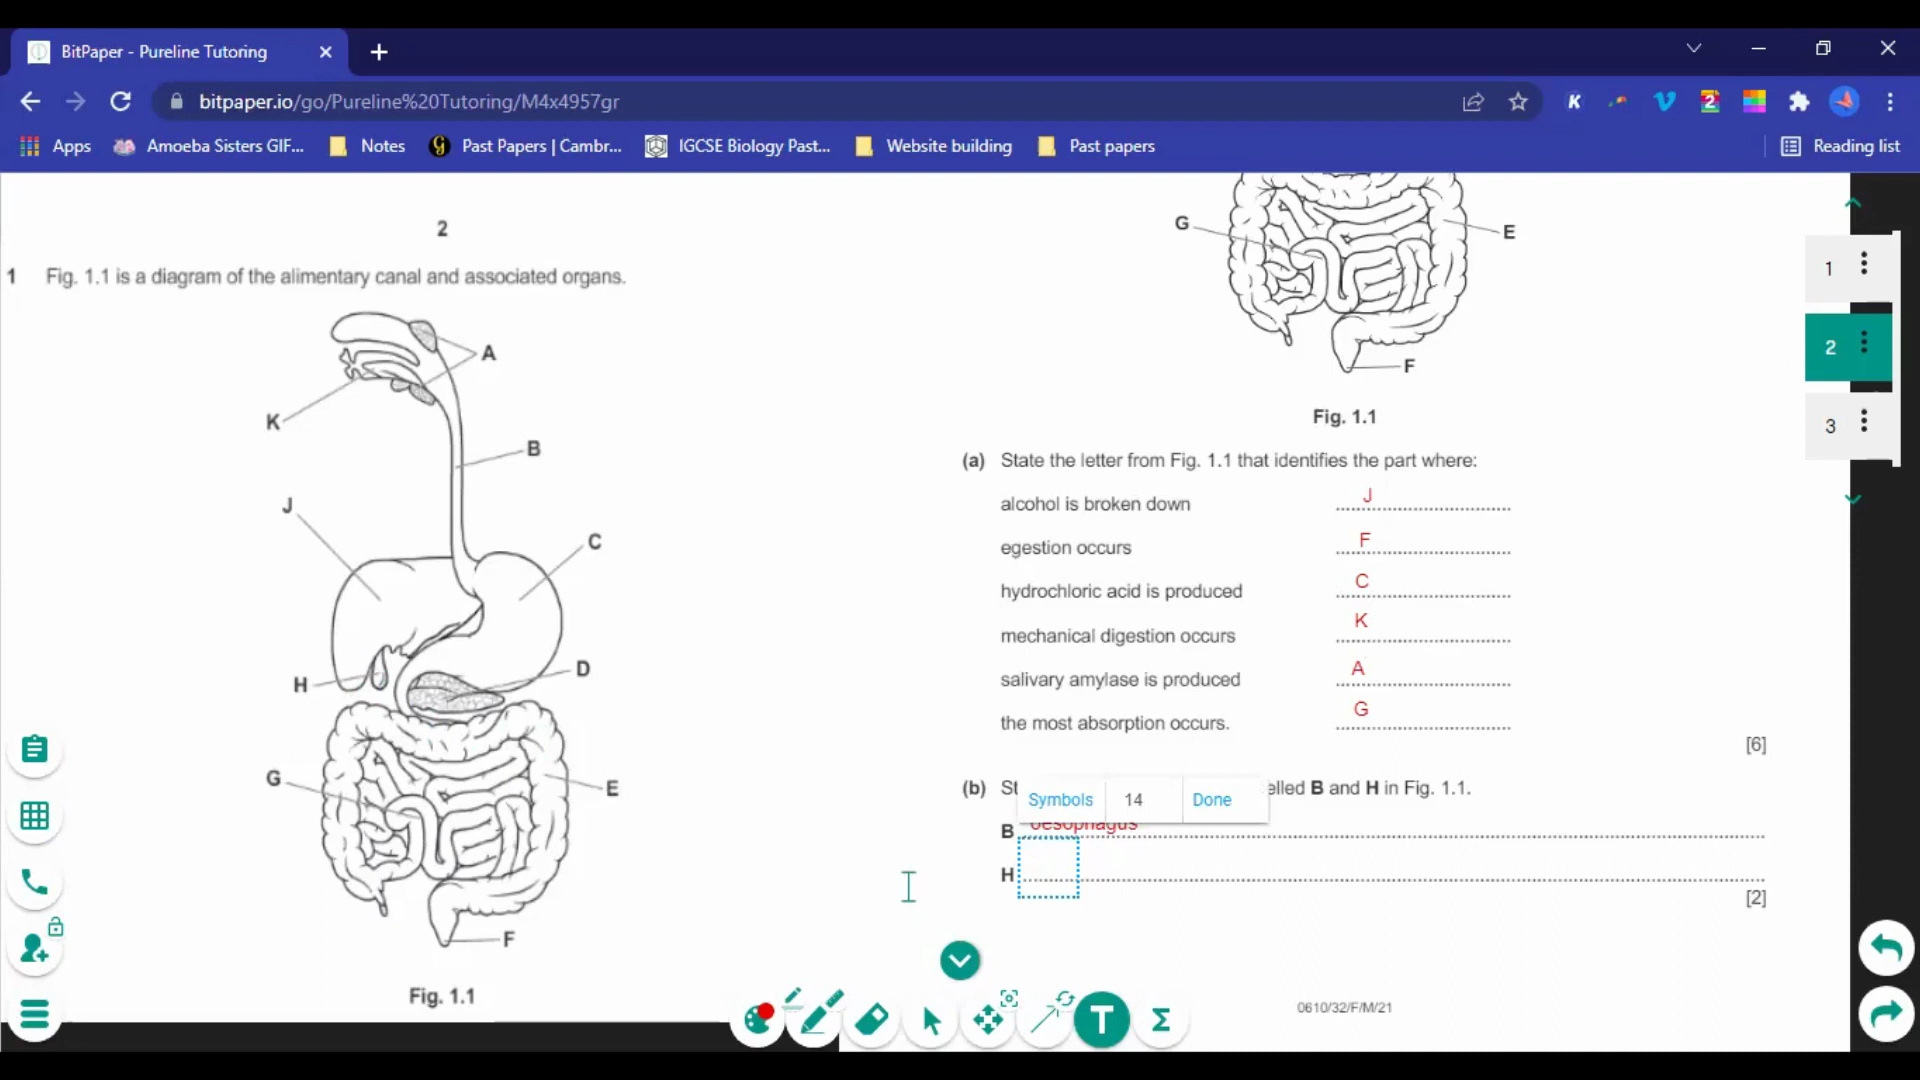 BitPaper - Pureline Tutoring
bitpaper.io/go/Pureline%20Tutoring/M4x4957gr
K
2
Apps
Amoeba Sisters GIF...
Notes
Past Papers | Cambr...
IGCSE Biology Past...
Website building
Past papers
Reading list
2
1 Fig. 1.1 is a diagram of the alimentary canal and associated organs.
A
K
B
J
C
H
D
G
E
F
Fig. 1.1
G
E
F
Fig. 1.1
(a) State the letter from Fig. 1.1 that identifies the part where:
alcohol is broken down J
egestion occurs F
hydrochloric acid is produced C
mechanical digestion occurs K
salivary amylase is produced A
the most absorption occurs. G
[6]
(b) St elled B and H in Fig. 1.1.
Symbols 14 Done
B oesophagus
H
[2]
0610/32/F/M/21
1
2
3
T
Σ